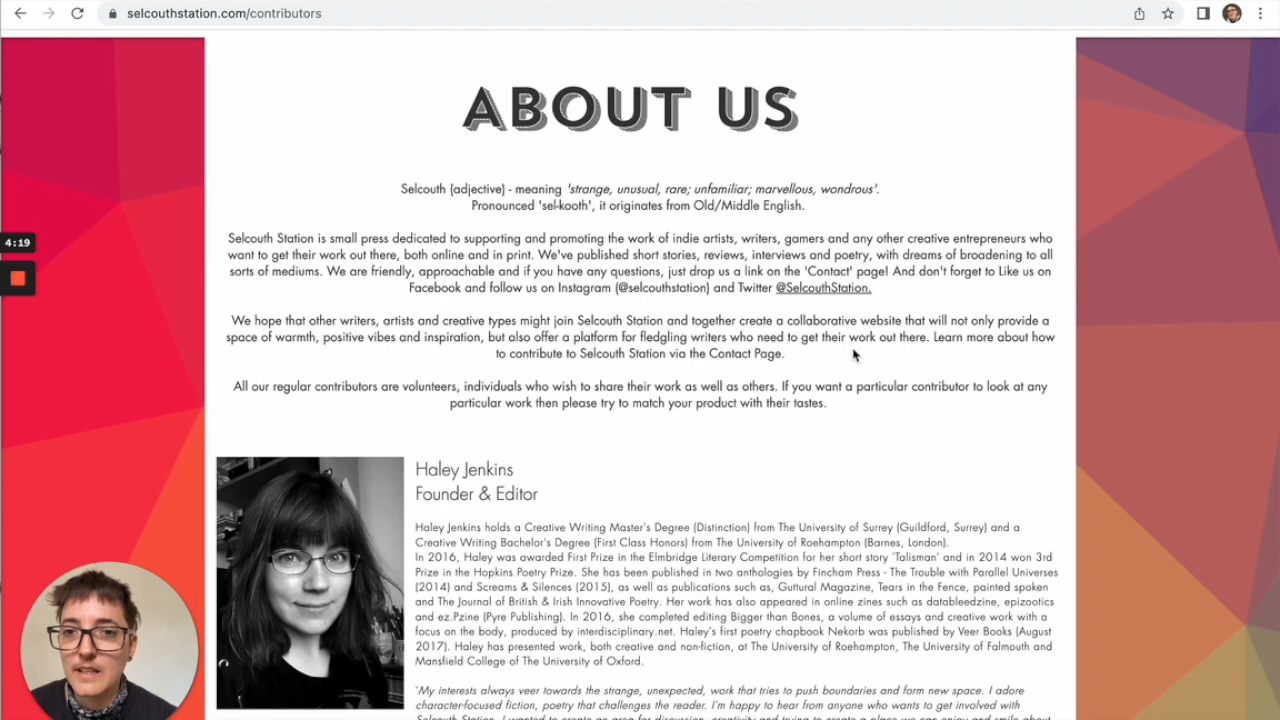 selcouthstation.com/contributors
ABOUT US
Selcouth (adjective) - meaning 'strange, unusual, rare; unfamiliar; marvellous, wondrous'.
Pronounced 'sel-kooth', it originates from Old/Middle English.
Selcouth Station is small press dedicated to supporting and promoting the work of indie artists, writers, gamers and any other creative entrepreneurs who
want to get their work out there, both online and in print. We've published short stories, reviews, interviews and poetry, with dreams of broadening to all
sorts of mediums. We are friendly, approachable and if you have any questions, just drop us a link on the 'Contact' page! And don't forget to Like us on
Facebook and follow us on Instagram (@selcouthstation) and Twitter @SelcouthStation.
4:19
We hope that other writers, artists and creative types might join Selcouth Station and together create a collaborative website that will not only provide a
space of warmth, positive vibes and inspiration, but also offer a platform for fledgling writers who need to get their work out there. Learn more about how
to contribute to Selcouth Station via the Contact Page.
All our regular contributors are volunteers, individuals who wish to share their work as well as others. If you want a particular contributor to look at any
particular work then please try to match your product with their tastes.
Haley Jenkins
Founder & Editor
Haley Jenkins holds a Creative Writing Master's Degree (Distinction) from The University of Surrey (Guildford, Surrey) and a
Creative Writing Bachelor's Degree (First Class Honors) from The University of Roehampton (Barnes, London).
In 2016, Haley was awarded First Prize in the Elmbridge Literary Competition for her short story 'Talisman' and in 2014 won 3rd
Prize in the Hopkins Poetry Prize. She has been published in two anthologies by Fincham Press - The Trouble with Parallel Universes
(2014) and Screams & Silences (2015), as well as publications such as, Guttural Magazine, Tears in the Fence, painted spoken
and The Journal of British & Irish Innovative Poetry. Her work has also appeared in online zines such as datableedzine, epizootics
and ez.Pzine (Pyre Publishing). In 2016, she completed editing Bigger than Bones, a volume of essays and creative work with a
focus on the body, produced by interdisciplinary.net. Haley's first poetry chapbook Nekorb was published by Veer Books (August
2017). Haley has presented work, both creative and non-fiction, at The University of Roehampton, The University of Falmouth and
Mansfield College of The University of Oxford.
'My interests always veer towards the strange, unexpected, work that tries to push boundaries and form new space. I adore
character-focused fiction, poetry that challenges the reader. I'm happy to hear from anyone who wants to get involved with
Selcouth Station. I wanted to create an area for discussion, creativity and trying to create a place we can enjoy and smile about